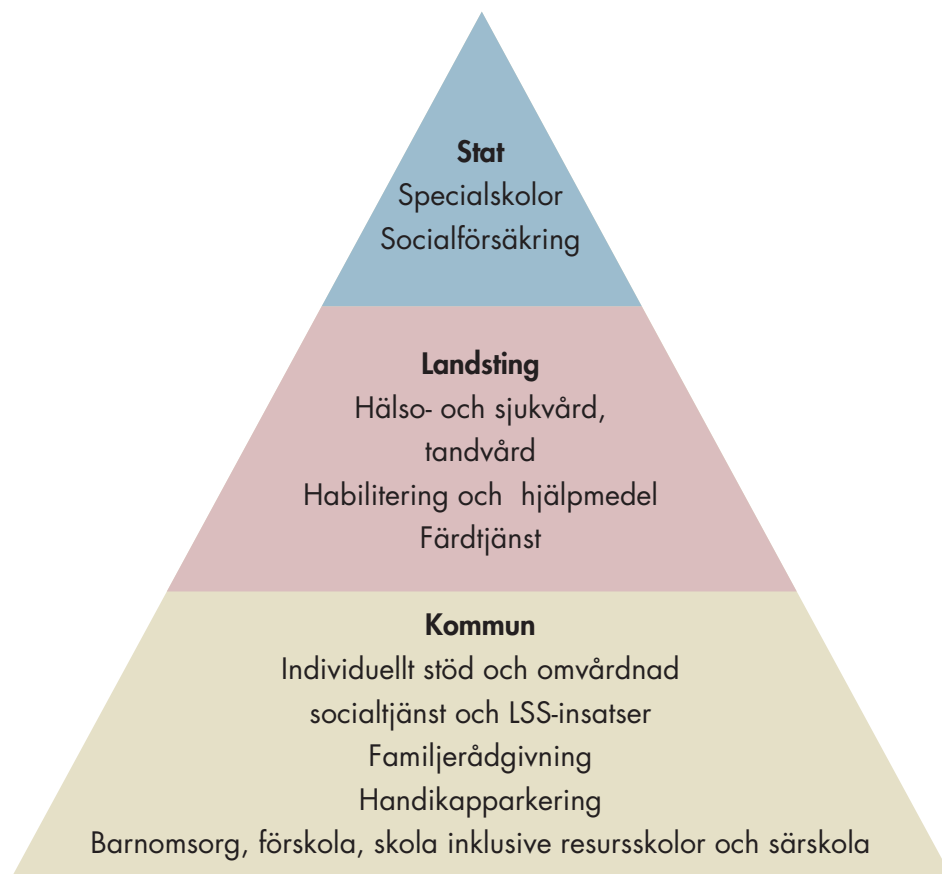 Stat
Specialskolor
Socialförsäkring
Landsting
Hälso- och sjukvård,
tandvård
Habilitering och hjälpmedel
Färdtjänst
Kommun
Individuellt stöd och omvårdnad
socialtjänst och LSS-insatser
Familjerådgivning
Handikapparkering
Barnomsorg, förskola, skola inklusive resursskolor och särskola